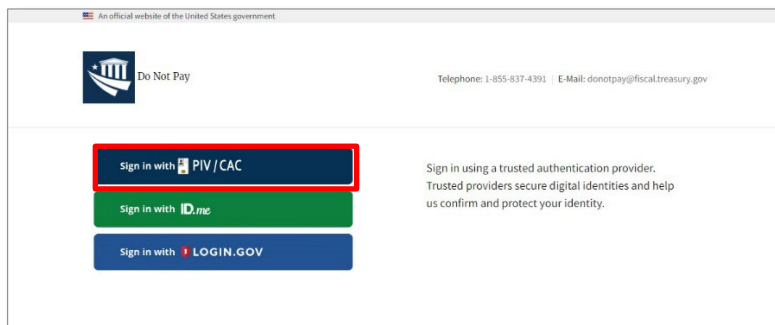 An official website of the United States government
Do Not Pay
Telephone: 1-855-837-4391 | E-Mail: donotpay@fiscal.treasury.gov
Sign in with PIV / CAC
Sign in with ID.me
Sign in with LOGIN.GOV
Sign in using a trusted authentication provider.
Trusted providers secure digital identities and help
us confirm and protect your identity.